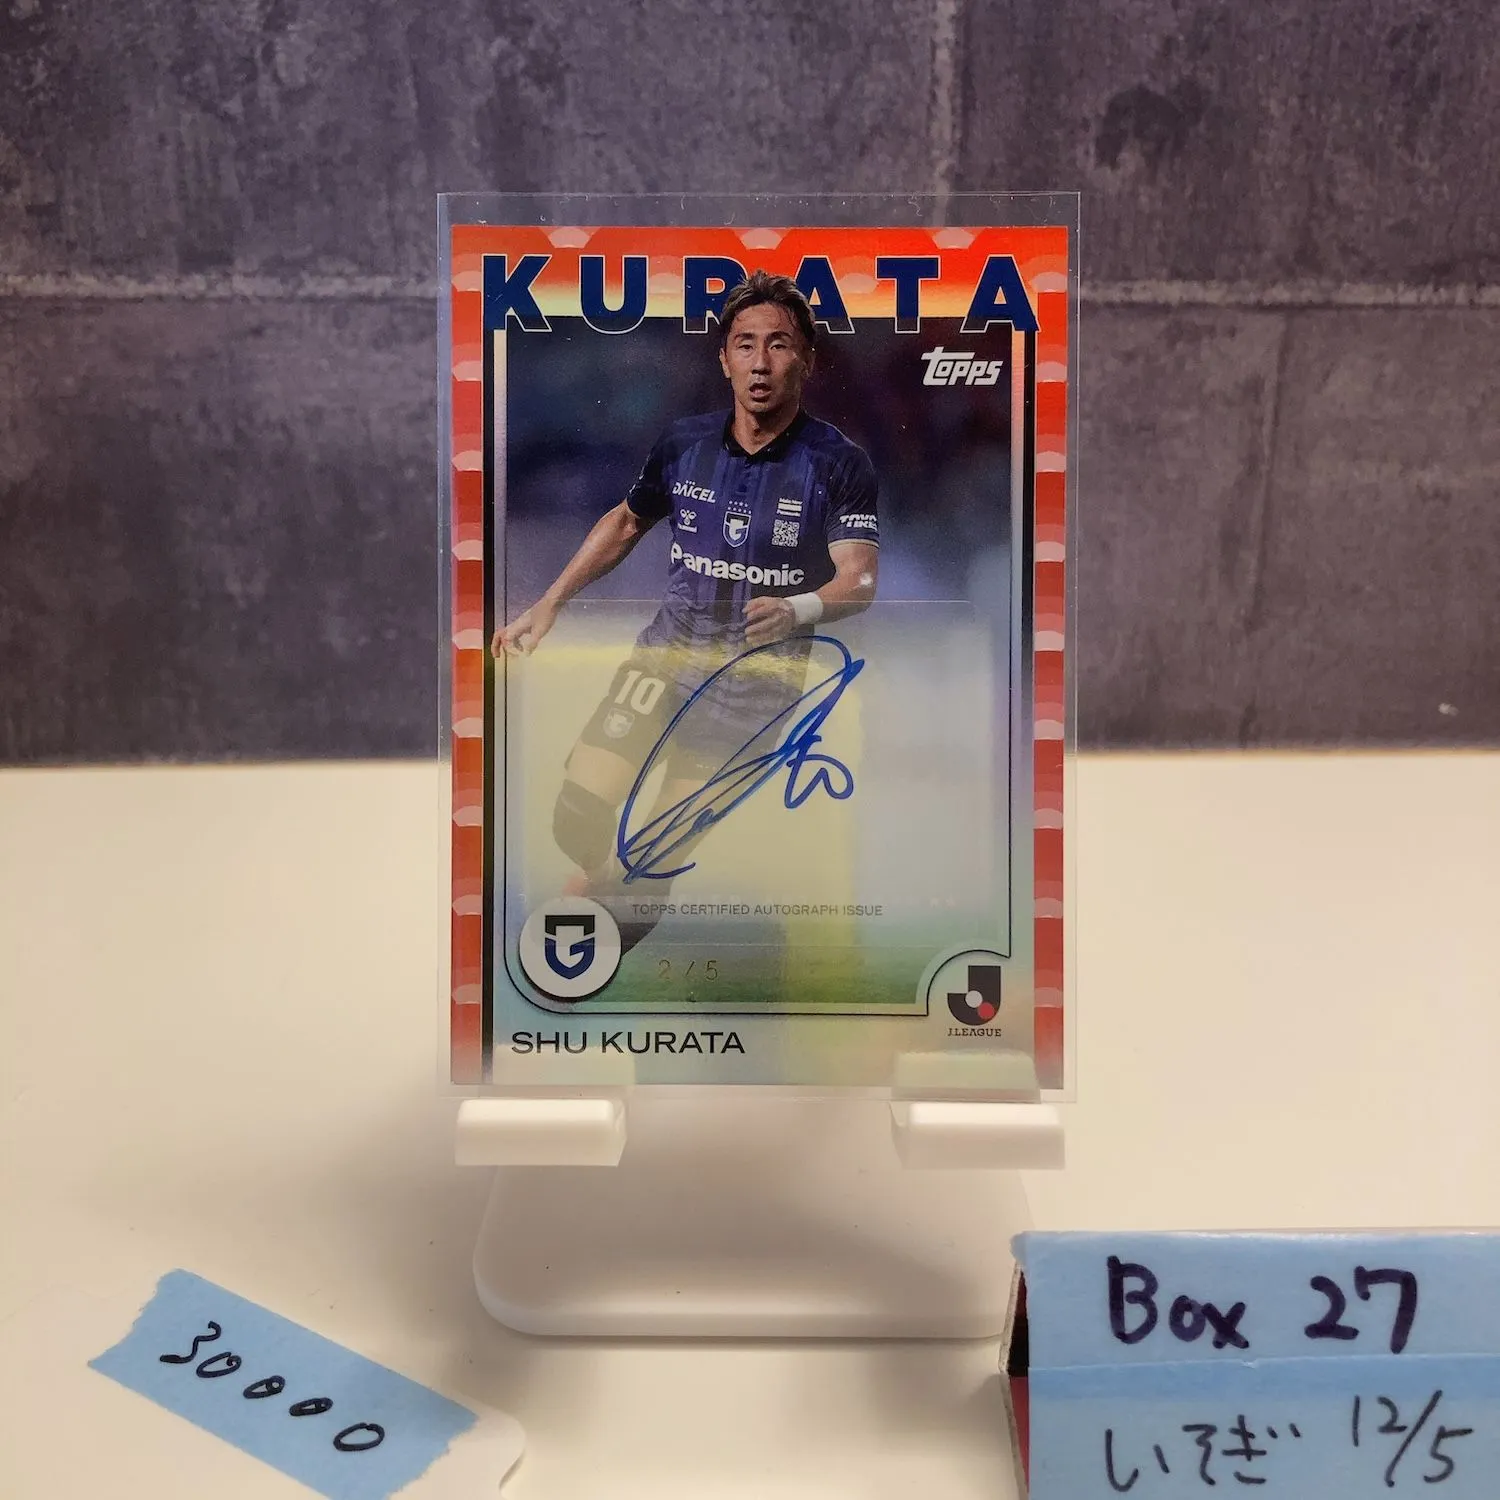 KURATA
topps
DAICEL
TOYO
Panasonic
10
TOPPS CERTIFIED AUTOGRAPH ISSUE
2/5
J.LEAGUE
SHU KURATA
30000
Box 27
いそぎ 12/5